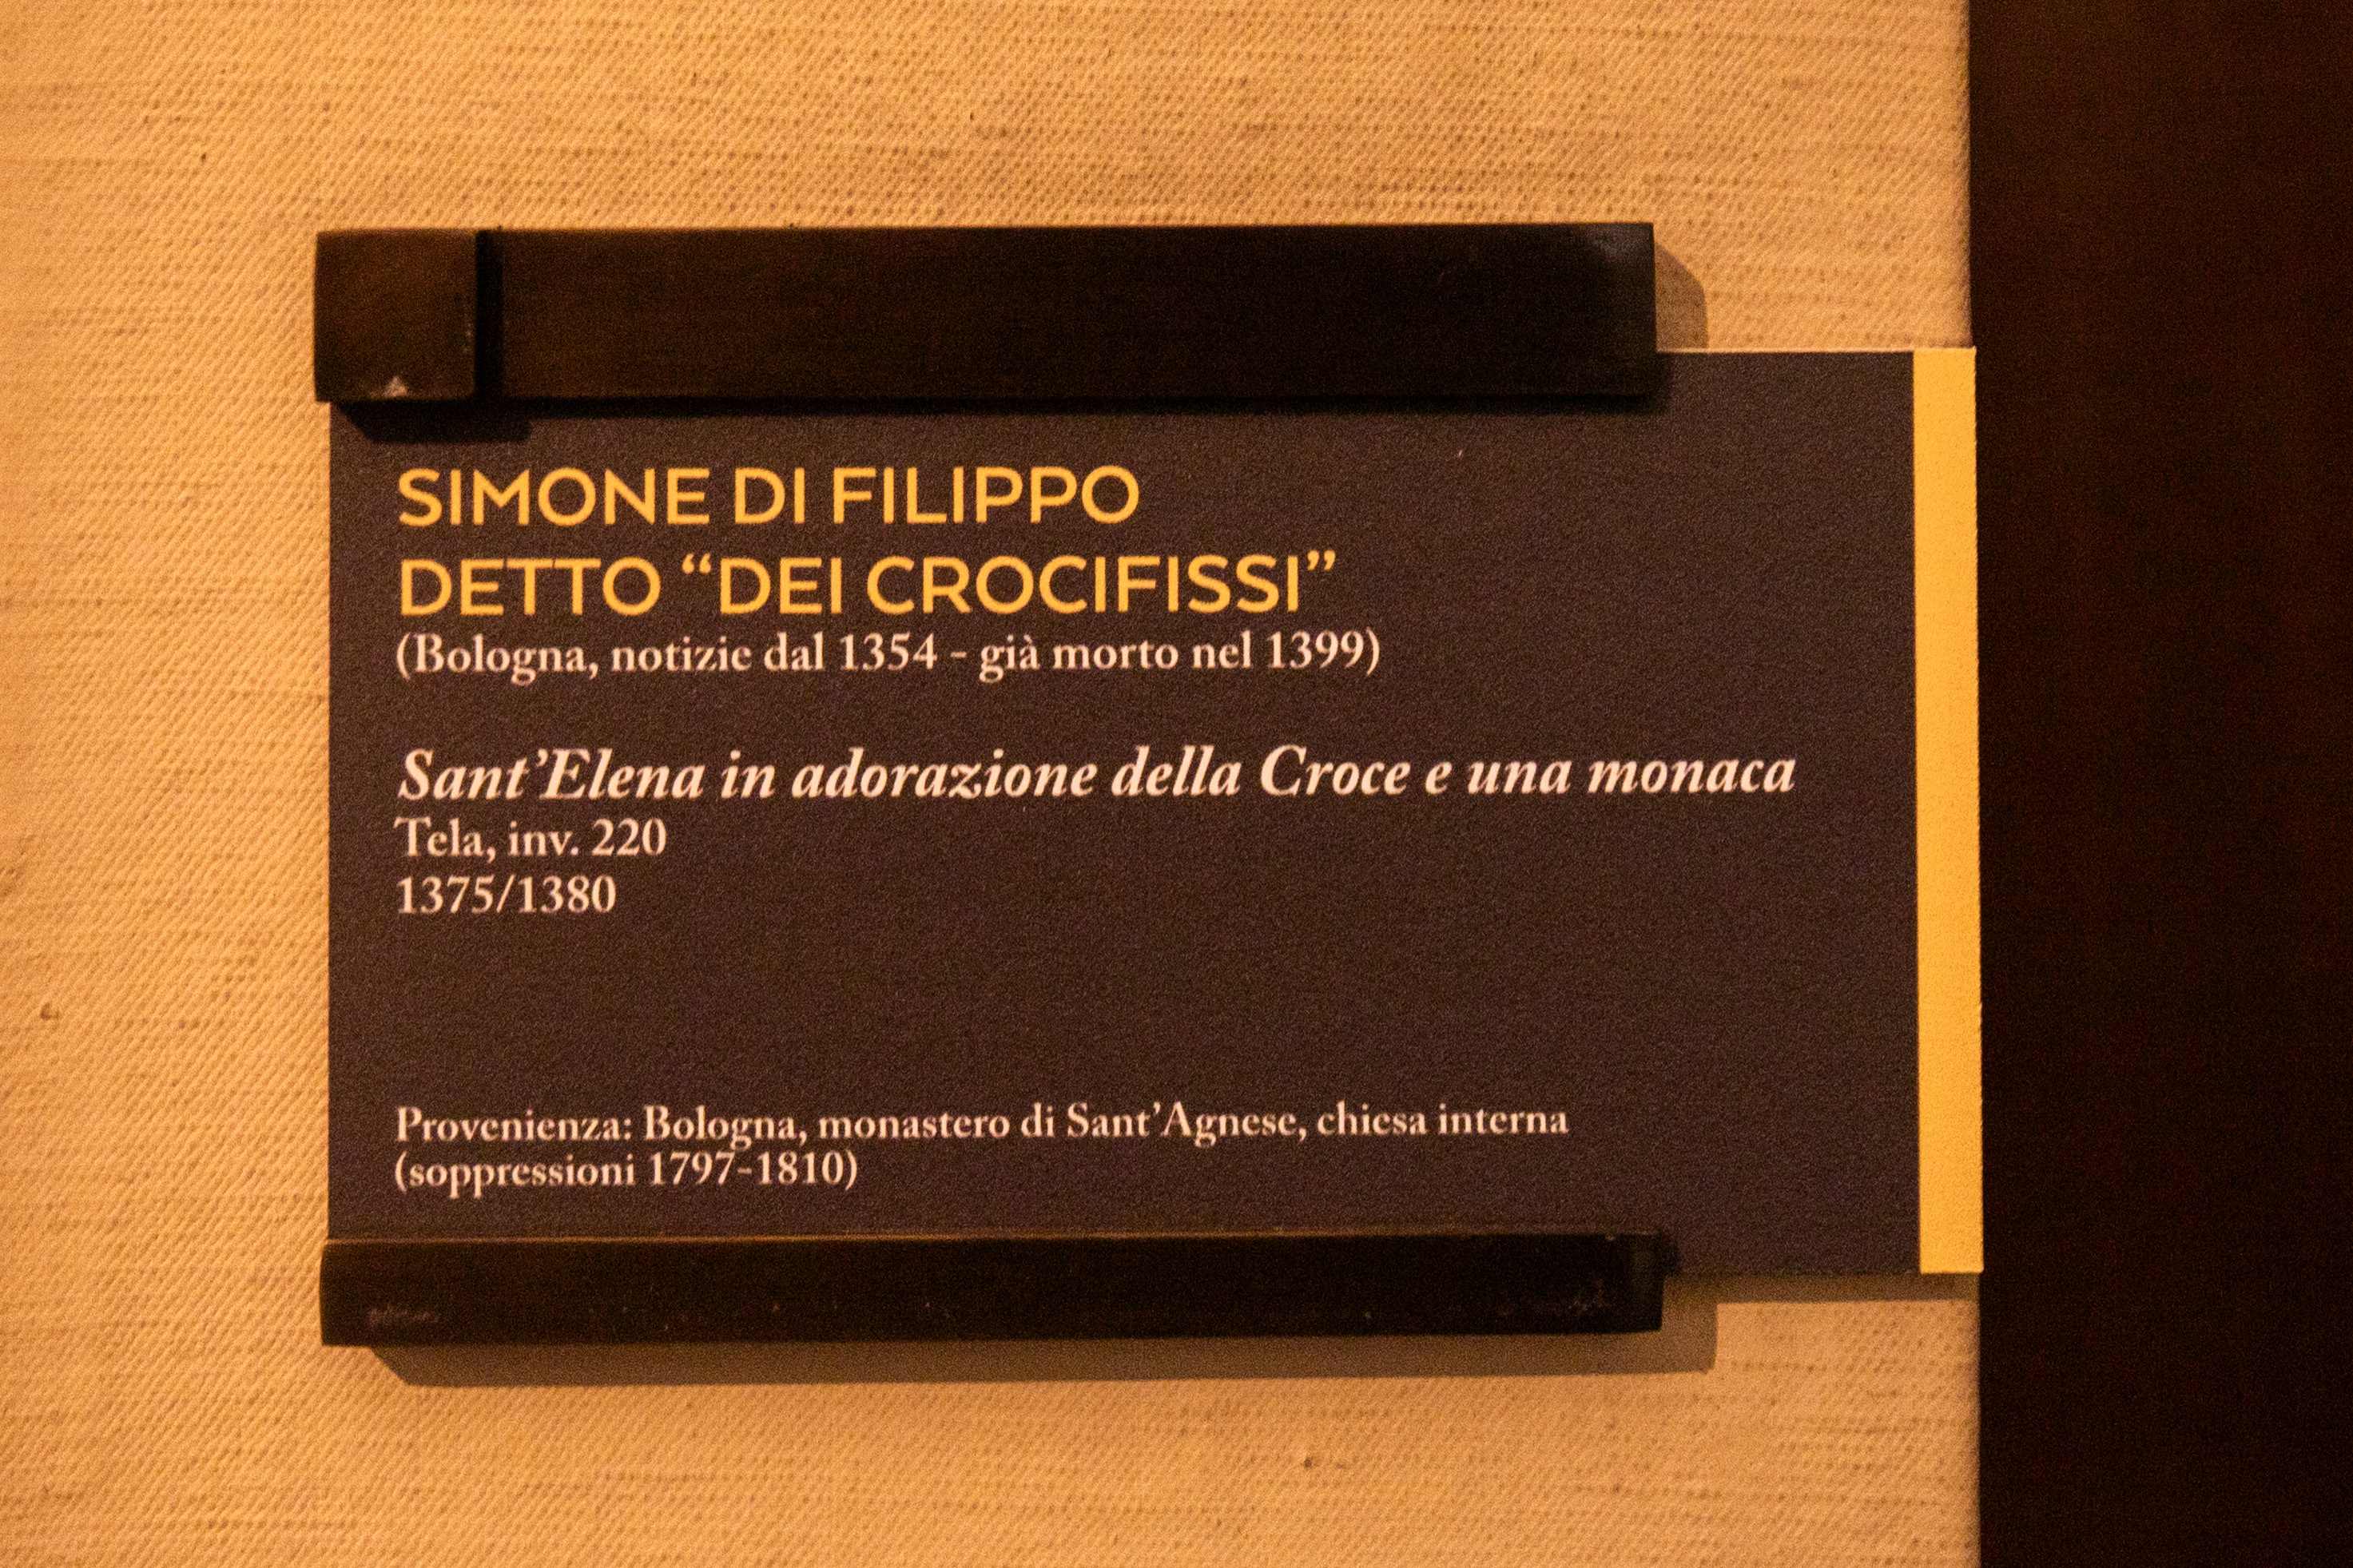 SIMONE DI FILIPPO
DETTO “DEI CROCIFISSI”
(Bologna, notizie dal 1354 - già morto nel 1399)
Sant’Elena in adorazione della Croce e una monaca
Tela, inv. 220
1375/1380
Provenienza: Bologna, monastero di Sant’Agnese, chiesa interna
(soppressioni 1797-1810)